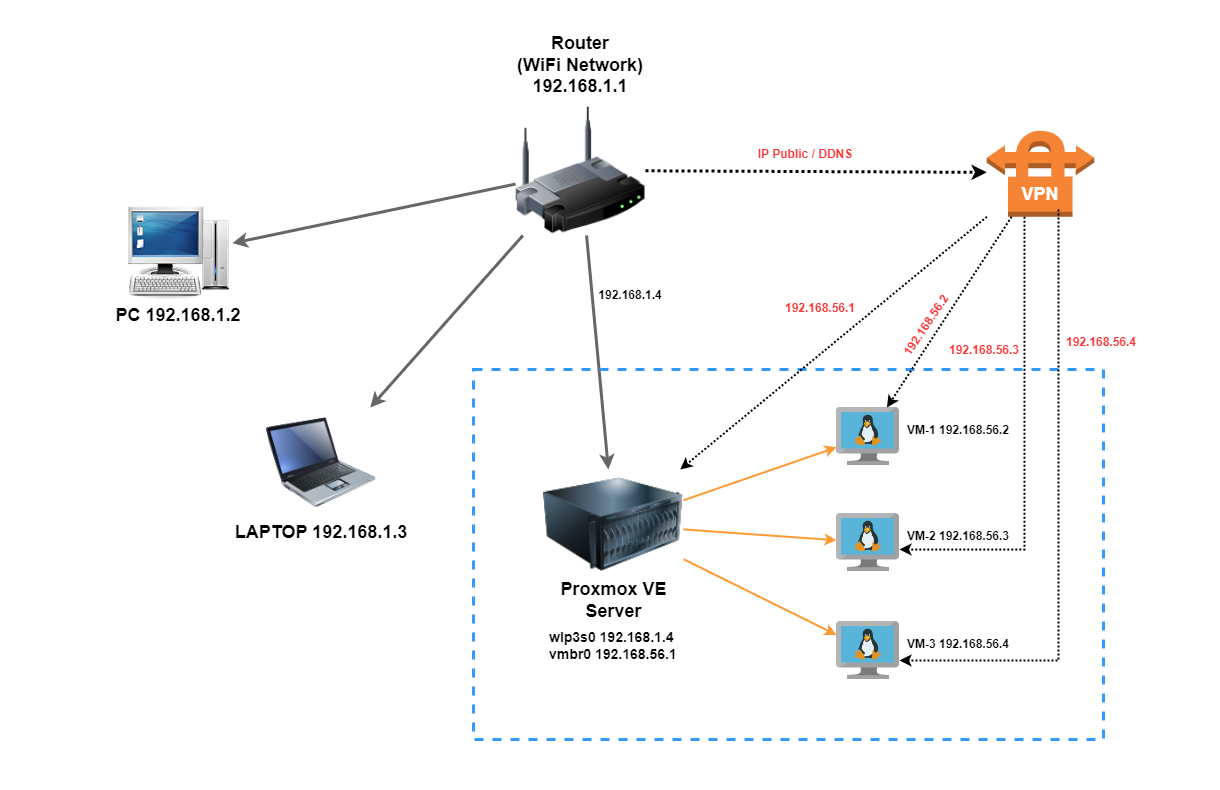 Router
(WiFi Network)
192.168.1.1
IP Public / DDNS
VPN
PC 192.168.1.2
192.168.1.4
192.168.56.1
192.168.56.2
192.168.56.3
192.168.56.4
LAPTOP 192.168.1.3
VM-1 192.168.56.2
VM-2 192.168.56.3
Proxmox VE
Server
wlp3s0 192.168.1.4
vmbr0 192.168.56.1
VM-3 192.168.56.4